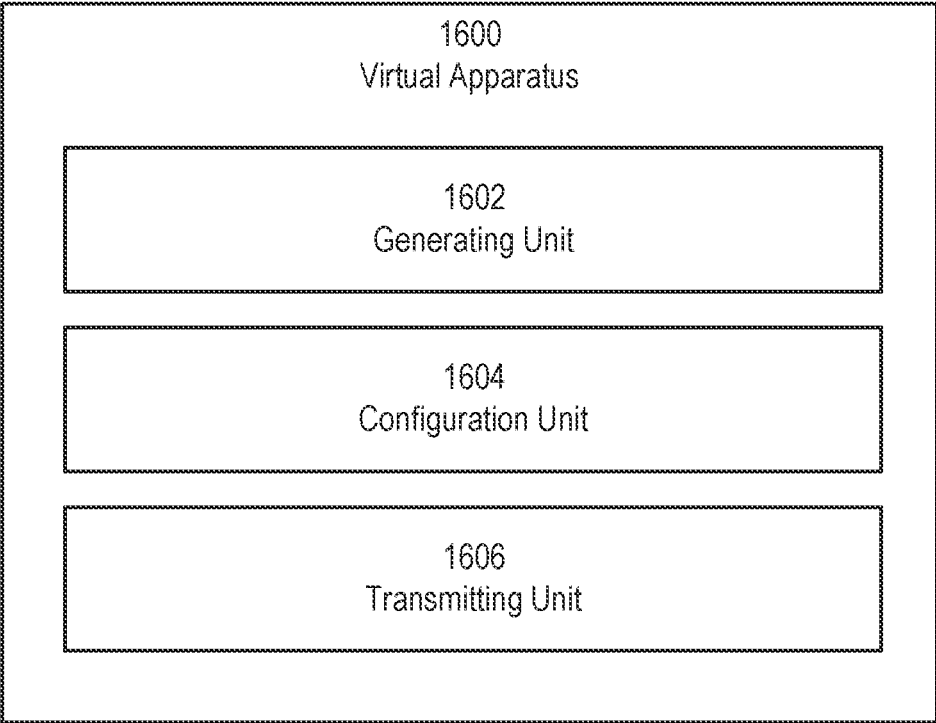 1600
Virtual Apparatus
1602
Generating Unit
1604
Configuration Unit
1606
Transmitting Unit